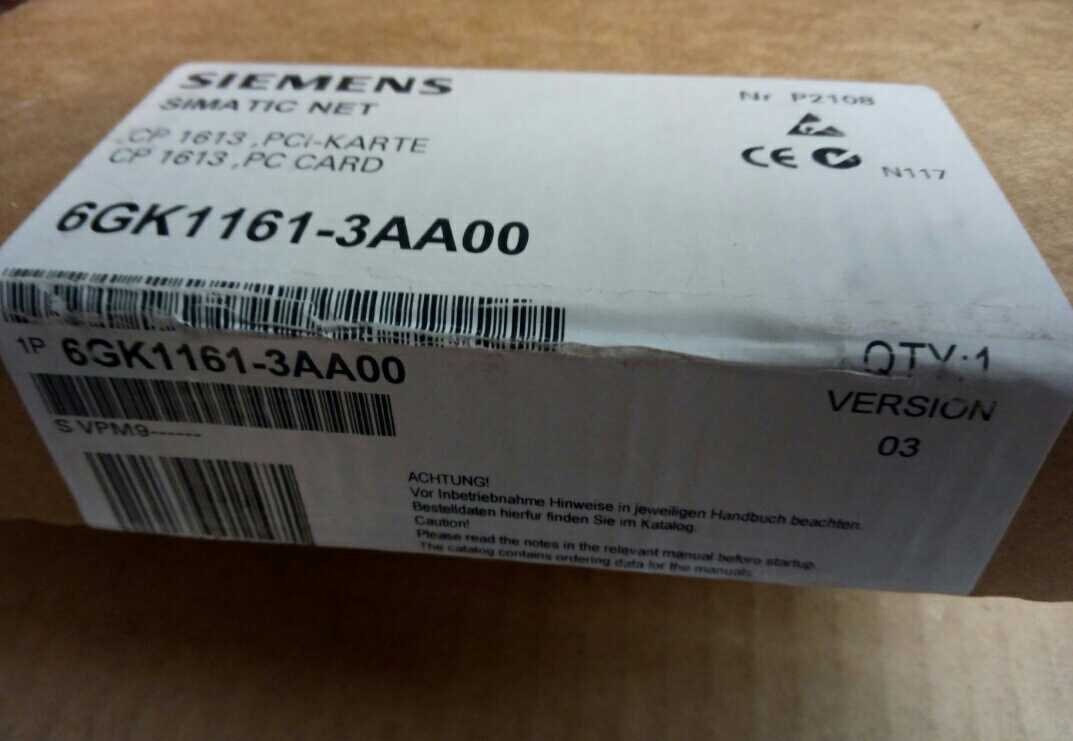 SIEMENS
SIMATIC NET
CP 1613 ,PCi-KARTE
CP 1613 ,PC CARD
6GK1161-3AA00
Nr P2108
CE
N117
1P 6GK1161-3AA00
QTY:1
VERSION
03
S VPM9------
ACHTUNG!
Vor Inbetriebnahme Hinweise in jeweiligen Handbuch beachten.
Bestelldaten hierfur finden Sie im Katalog.
Caution!
Please read the notes in the relevant manual before startup.
The catalog contains ordering data for the manuals.